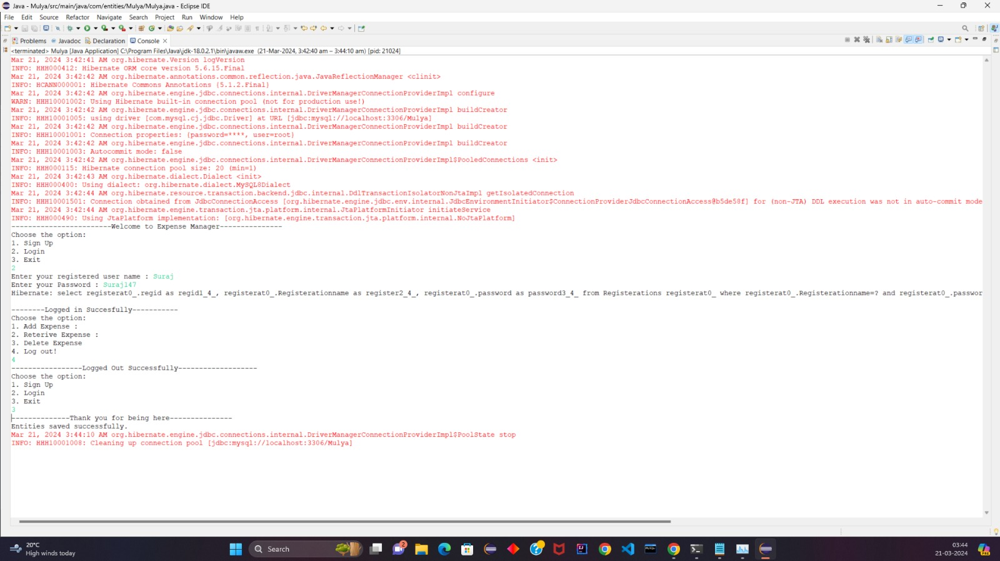 Java - Mulya/src/main/java/com/entities/Mulya/Mulya.java - Eclipse IDE
File Edit Source Refactor Navigate Search Project Run Window Help
Problems Javadoc Declaration Console
<terminated> Mulya [Java Application] C:\Program Files\Java\jdk-18.0.2.1\bin\javaw.exe (21-Mar-2024, 3:42:40 am – 3:44:10 am) [pid: 21024]
Mar 21, 2024 3:42:41 AM org.hibernate.Version logVersion
INFO: HHH000412: Hibernate ORM core version 5.6.15.Final
Mar 21, 2024 3:42:42 AM org.hibernate.annotations.common.reflection.java.JavaReflectionManager <clinit>
INFO: HCANN000001: Hibernate Commons Annotations {5.1.2.Final}
Mar 21, 2024 3:42:42 AM org.hibernate.engine.jdbc.connections.internal.DriverManagerConnectionProviderImpl configure
WARN: HHH10001002: Using Hibernate built-in connection pool (not for production use!)
Mar 21, 2024 3:42:42 AM org.hibernate.engine.jdbc.connections.internal.DriverManagerConnectionProviderImpl buildCreator
INFO: HHH10001005: using driver [com.mysql.cj.jdbc.Driver] at URL [jdbc:mysql://localhost:3306/Mulya]
Mar 21, 2024 3:42:42 AM org.hibernate.engine.jdbc.connections.internal.DriverManagerConnectionProviderImpl buildCreator
INFO: HHH10001001: Connection properties: {password=****, user=root}
Mar 21, 2024 3:42:42 AM org.hibernate.engine.jdbc.connections.internal.DriverManagerConnectionProviderImpl buildCreator
INFO: HHH10001003: Autocommit mode: false
Mar 21, 2024 3:42:42 AM org.hibernate.engine.jdbc.connections.internal.DriverManagerConnectionProviderImpl$PooledConnections <init>
INFO: HHH000115: Hibernate connection pool size: 20 (min=1)
Mar 21, 2024 3:42:43 AM org.hibernate.dialect.Dialect <init>
INFO: HHH000400: Using dialect: org.hibernate.dialect.MySQL8Dialect
Mar 21, 2024 3:42:44 AM org.hibernate.resource.transaction.backend.jdbc.internal.DdlTransactionIsolatorNonJtaImpl getIsolatedConnection
INFO: HHH10001501: Connection obtained from JdbcConnectionAccess [org.hibernate.engine.jdbc.env.internal.JdbcEnvironmentInitiator$ConnectionProviderJdbcConnectionAccess@b5de58f] for (non-JTA) DDL execution was not in auto-commit mode
Mar 21, 2024 3:42:44 AM org.hibernate.engine.transaction.jta.platform.internal.JtaPlatformInitiator initiateService
INFO: HHH000490: Using JtaPlatform implementation: [org.hibernate.engine.transaction.jta.platform.internal.NoJtaPlatform]
------------------------Welcome to Expense Manager---------------
Choose the option:
1. Sign Up
2. Login
3. Exit
2
Enter your registered user name : Suraj
Enter your Password : Suraj147
Hibernate: select registerat0_.regid as regid1_4_, registerat0_.Registerationname as register2_4_, registerat0_.password as password3_4_ from Registerations registerat0_ where registerat0_.Registerationname=? and registerat0_.passwor
--------Logged in Succesfully-----------
Choose the option:
1. Add Expense :
2. Reterive Expense :
3. Delete Expense
4. Log out!
4
-----------------Logged Out Successfully-------------------
Choose the option:
1. Sign Up
2. Login
3. Exit
3
--------------Thank you for being here---------------
Entities saved successfully.
Mar 21, 2024 3:44:10 AM org.hibernate.engine.jdbc.connections.internal.DriverManagerConnectionProviderImpl$PoolState stop
INFO: HHH10001008: Cleaning up connection pool [jdbc:mysql://localhost:3306/Mulya]
20°C
High winds today
Search
2
03:44
21-03-2024